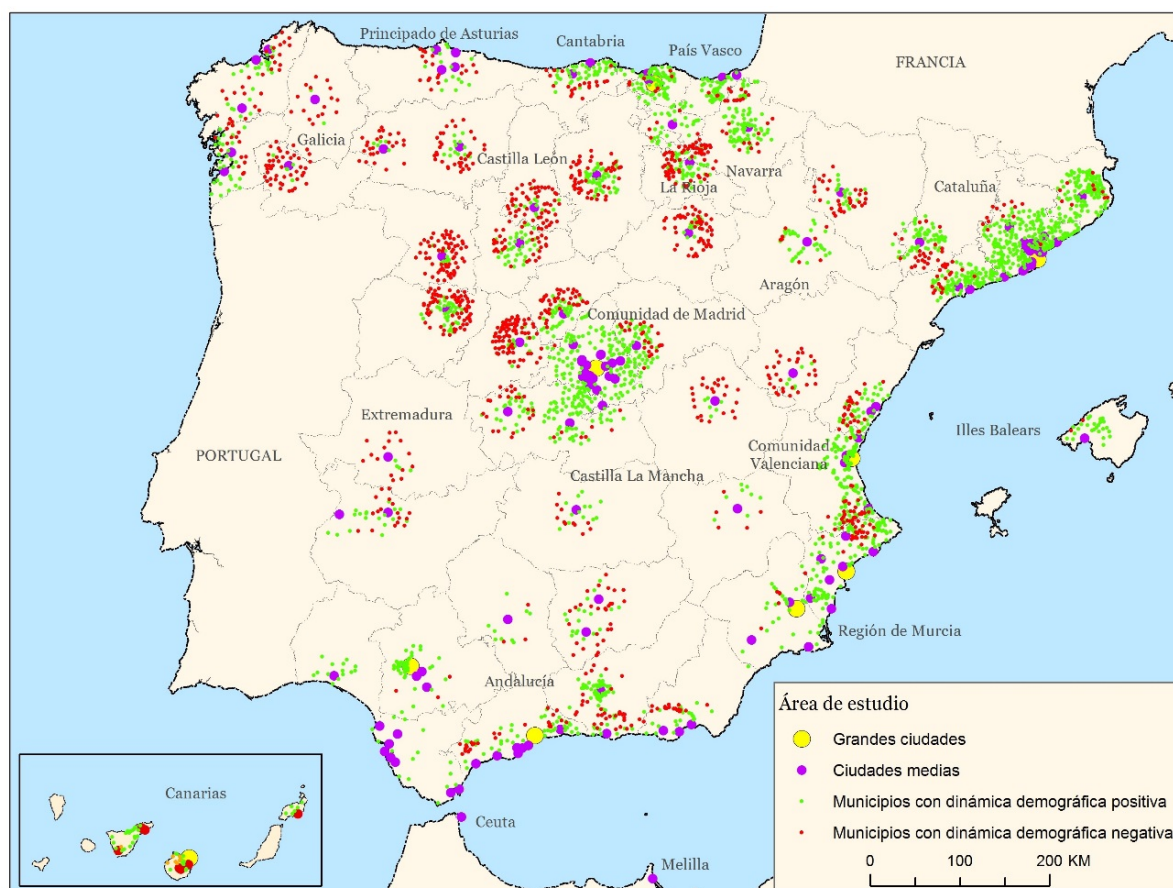 Principado de Asturias
Cantabria
País Vasco
FRANCIA
Galicia
Castilla León
La Rioja
Navarra
Cataluña
Aragón
Comunidad de Madrid
Extremadura
PORTUGAL
Comunidad
Valenciana
Illes Balears
Castilla La Mancha
Región de Murcia
Andalucía
Canarias
Ceuta
Melilla
Área de estudio
Grandes ciudades
Ciudades medias
Municipios con dinámica demográfica positiva
Municipios con dinámica demográfica negativa
0 100 200 KM